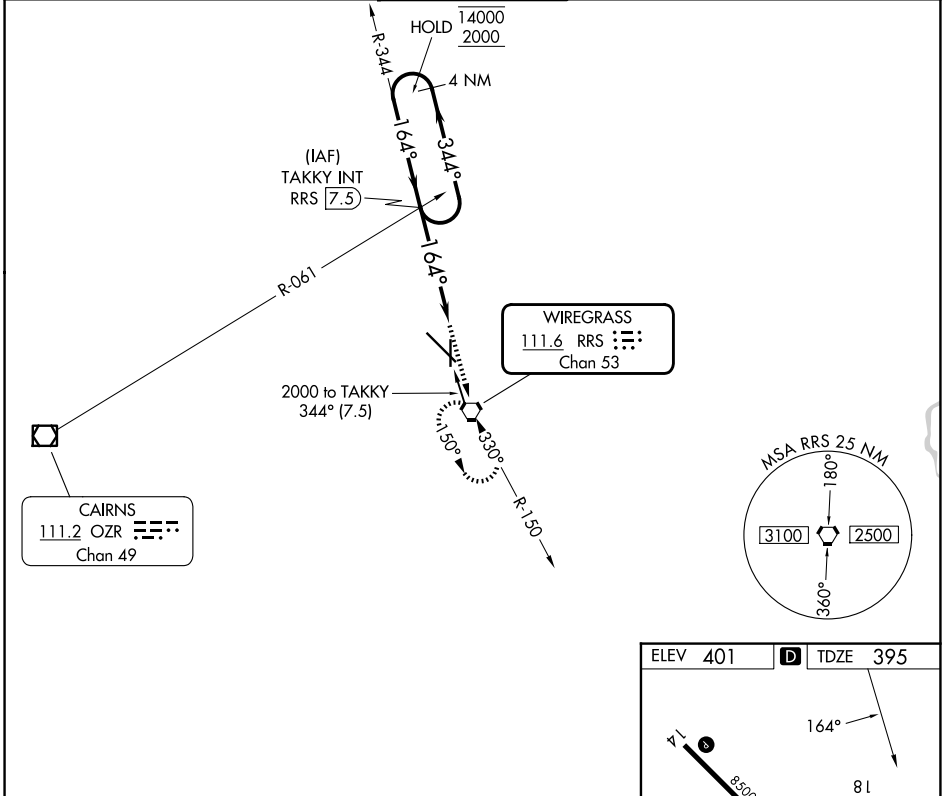 HOLD
14000
2000
R-344
4 NM
164°
344°
(IAF)
TAKKY INT
RRS 7.5
164°
R-061
WIREGRASS
111.6 RRS
Chan 53
2000 to TAKKY
344° (7.5)
150°
330°
R-150
CAIRNS
111.2 OZR
Chan 49
MSA RRS 25 NM
180°
3100
2500
360°
ELEV 401 D TDZE 395
164°
14
P
8500
18